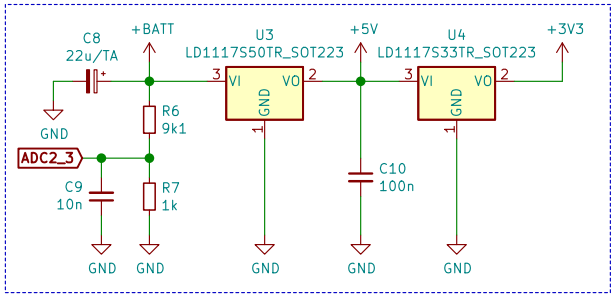 C8
22u/TA
+
+BATT
U3
LD1117S50TR_SOT223
+5V
U4
LD1117S33TR_SOT223
+3V3
3
VI
VO
2
GND
1
3
VI
VO
2
GND
1
GND
R6
9k1
ADC2_3
C9
10n
R7
1k
C10
100n
GND
GND
GND
GND
GND